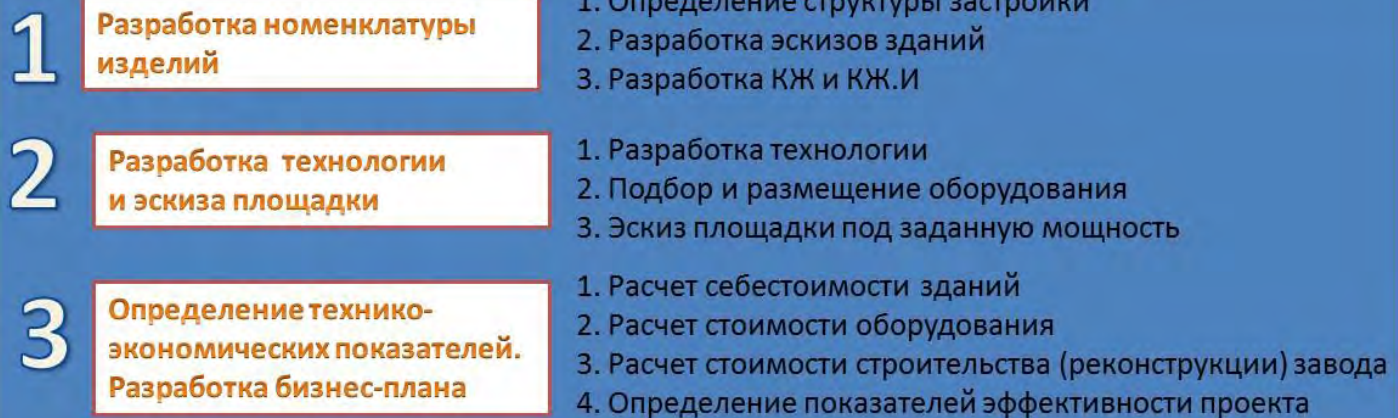 1
Разработка номенклатуры
изделий
1. Определение структуры застройки
2. Разработка эскизов зданий
3. Разработка КЖ и КЖ.И
2
Разработка технологии
и эскиза площадки
1. Разработка технологии
2. Подбор и размещение оборудования
3. Эскиз площадки под заданную мощность
3
Определение технико-
экономических показателей.
Разработка бизнес-плана
1. Расчет себестоимости зданий
2. Расчет стоимости оборудования
3. Расчет стоимости строительства (реконструкции) завода
4. Определение показателей эффективности проекта